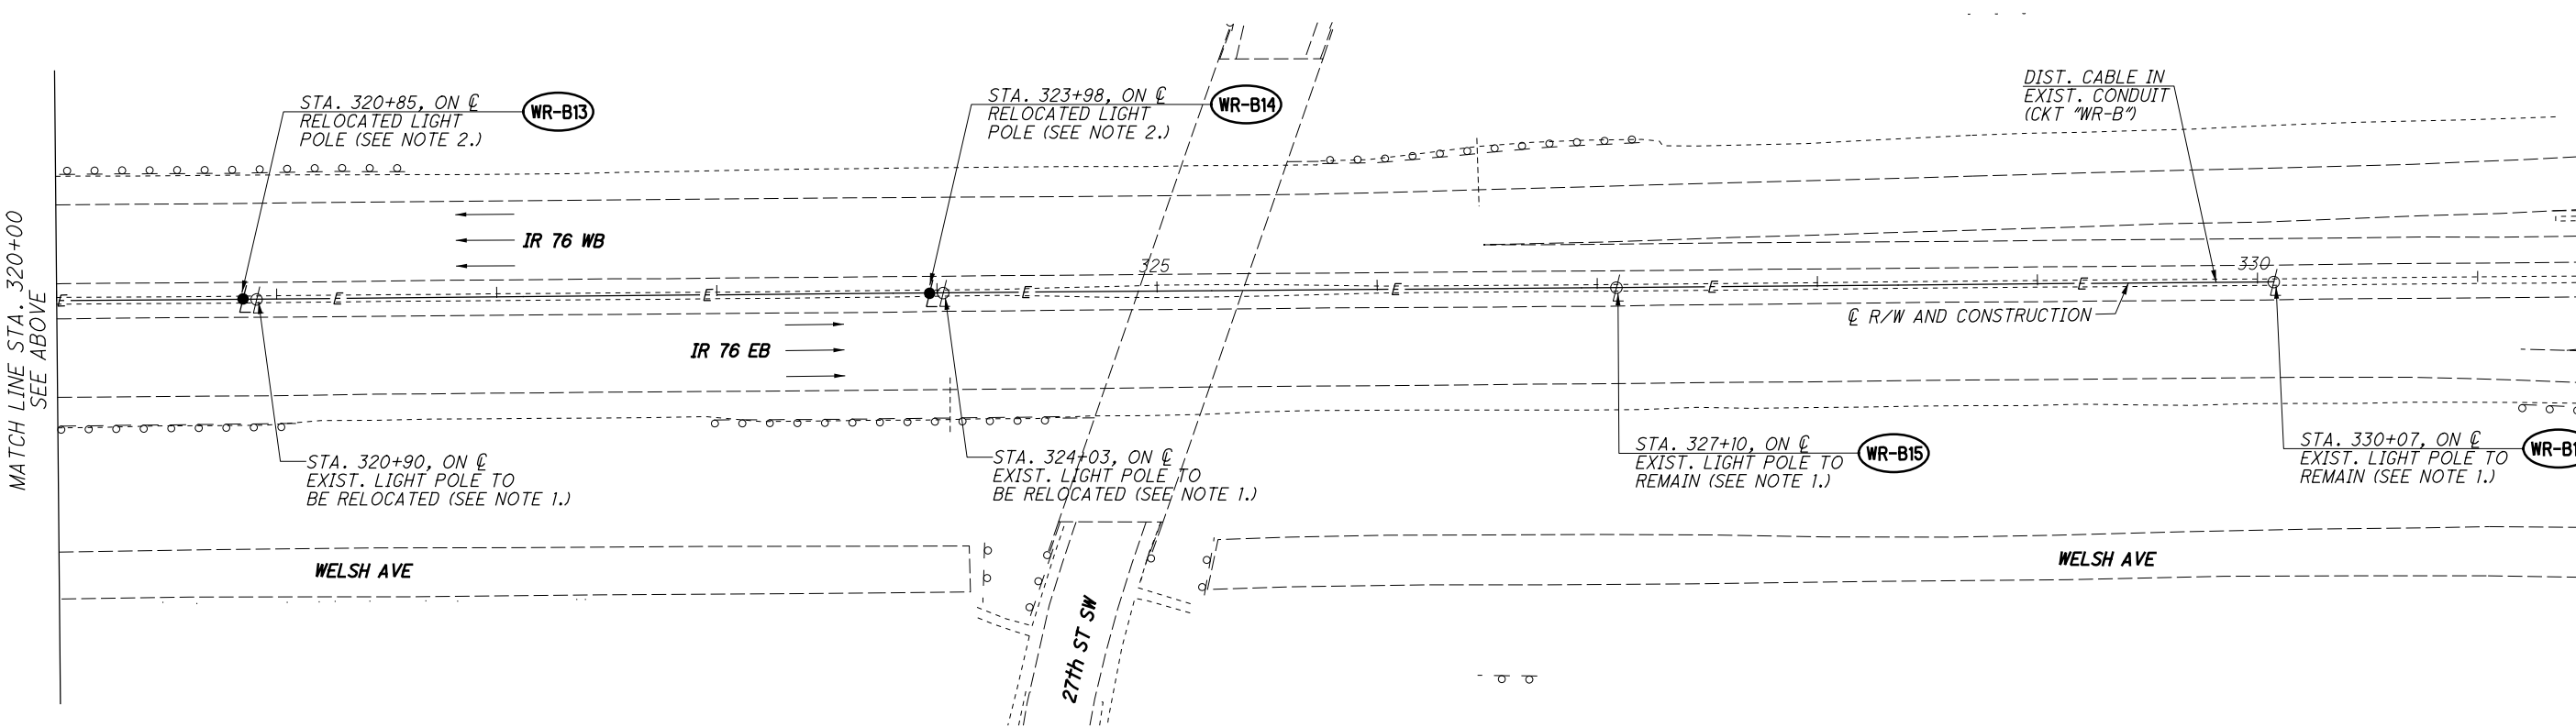 MATCH LINE STA. 320+00
SEE ABOVE
STA. 320+85, ON ℄
RELOCATED LIGHT
POLE (SEE NOTE 2.)
WR-B13
STA. 323+98, ON ℄
RELOCATED LIGHT
POLE (SEE NOTE 2.)
WR-B14
DIST. CABLE IN
EXIST. CONDUIT
(CKT "WR-B")
IR 76 WB
325
330
E
E
E
E
E
E
E
℄ R/W AND CONSTRUCTION
IR 76 EB
STA. 320+90, ON ℄
EXIST. LIGHT POLE TO
BE RELOCATED (SEE NOTE 1.)
STA. 324+03, ON ℄
EXIST. LIGHT POLE TO
BE RELOCATED (SEE NOTE 1.)
STA. 327+10, ON ℄
EXIST. LIGHT POLE TO
REMAIN (SEE NOTE 1.)
WR-B15
STA. 330+07, ON ℄
EXIST. LIGHT POLE TO
REMAIN (SEE NOTE 1.)
WR-B1
WELSH AVE
WELSH AVE
27th ST SW